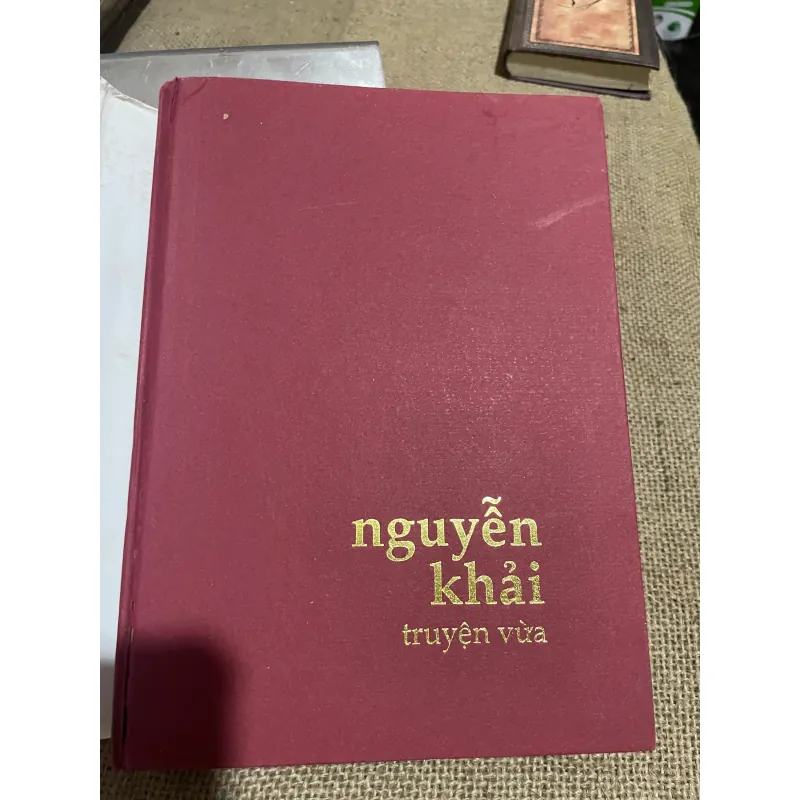 nguyễn
khải
truyện vừa